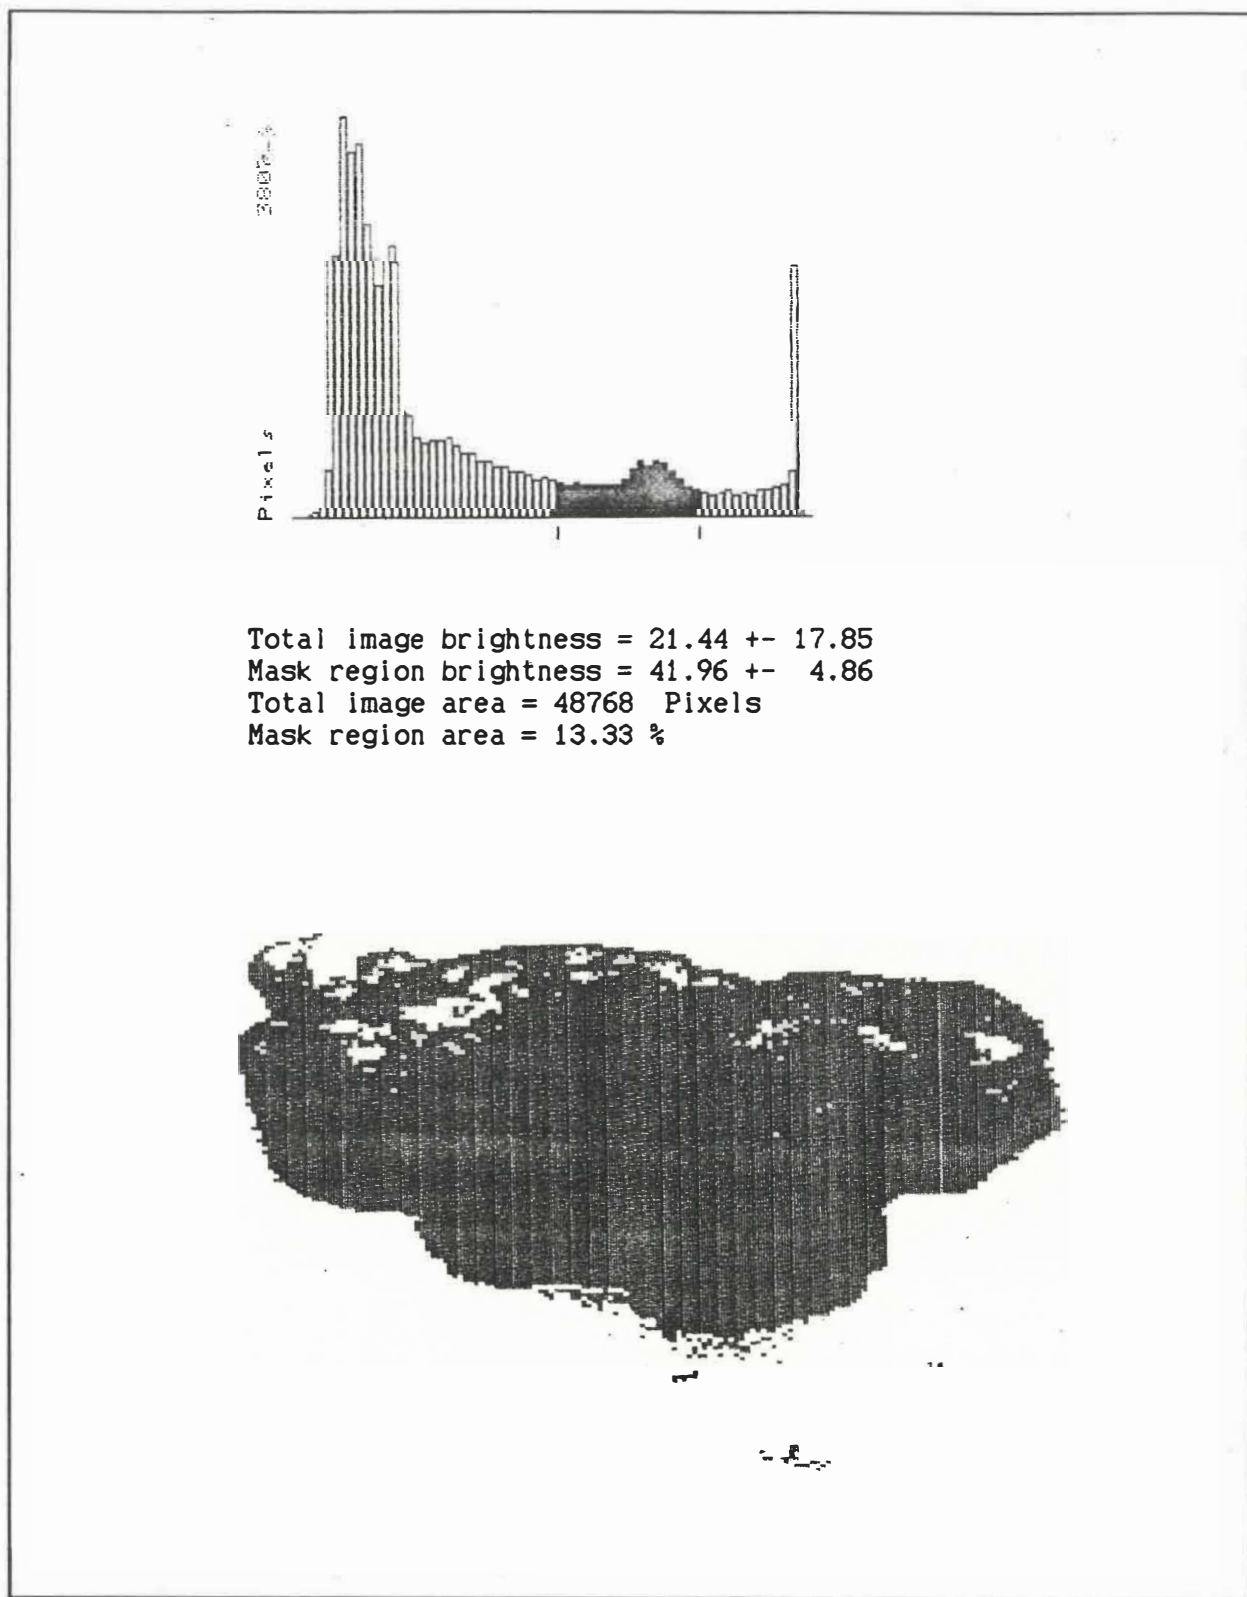 Pixels
Total image brightness = 21.44 +- 17.85
Mask region brightness = 41.96 +- 4.86
Total image area = 48768 Pixels
Mask region area = 13.33 %